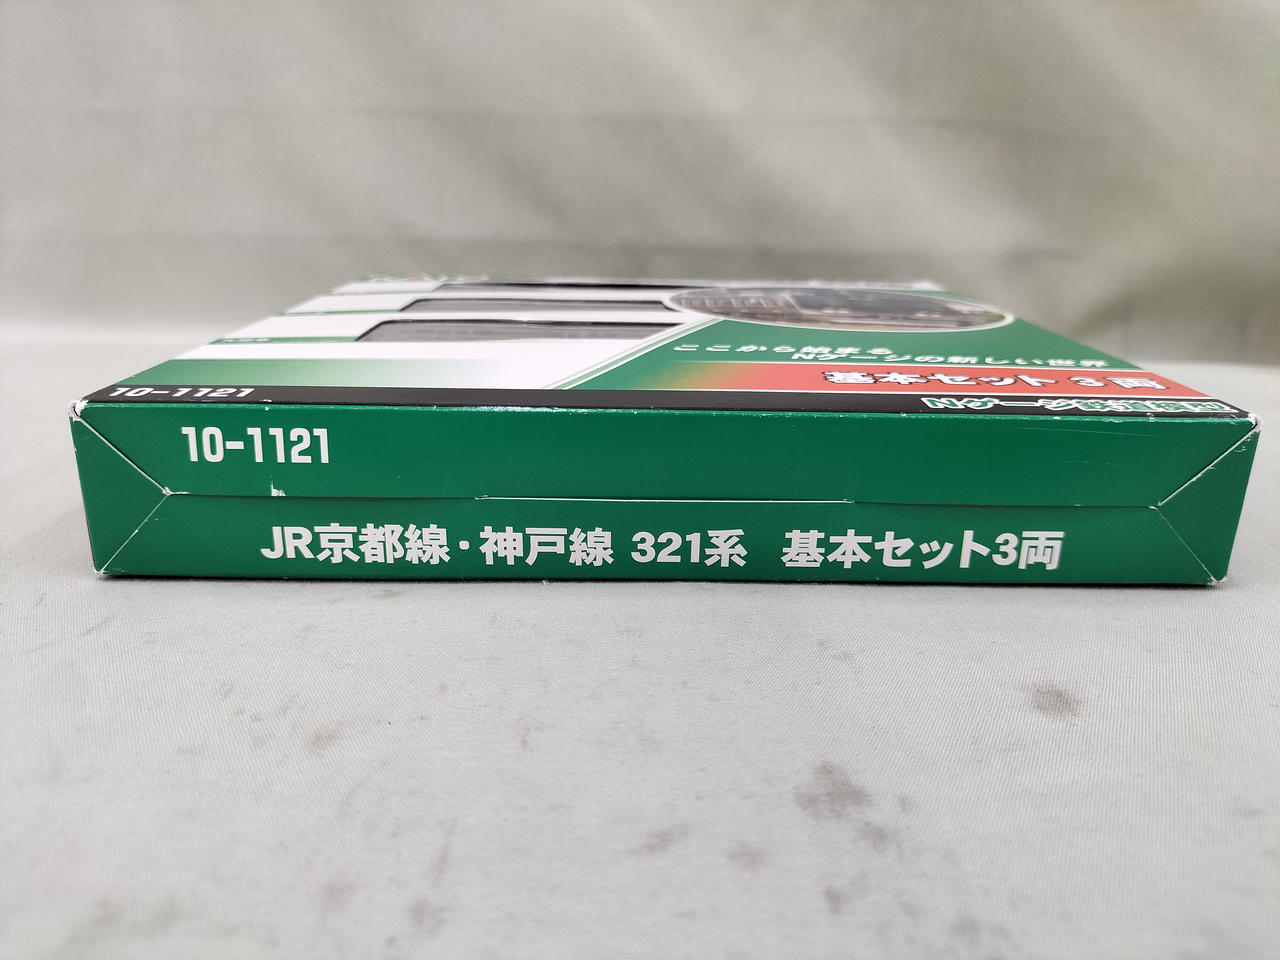 ここから始まる
Nゲージの新しい世界
基本セット 3両
Nゲージ鉄道模型
10-1121
10-1121
JR京都線・神戸線 321系 基本セット3両